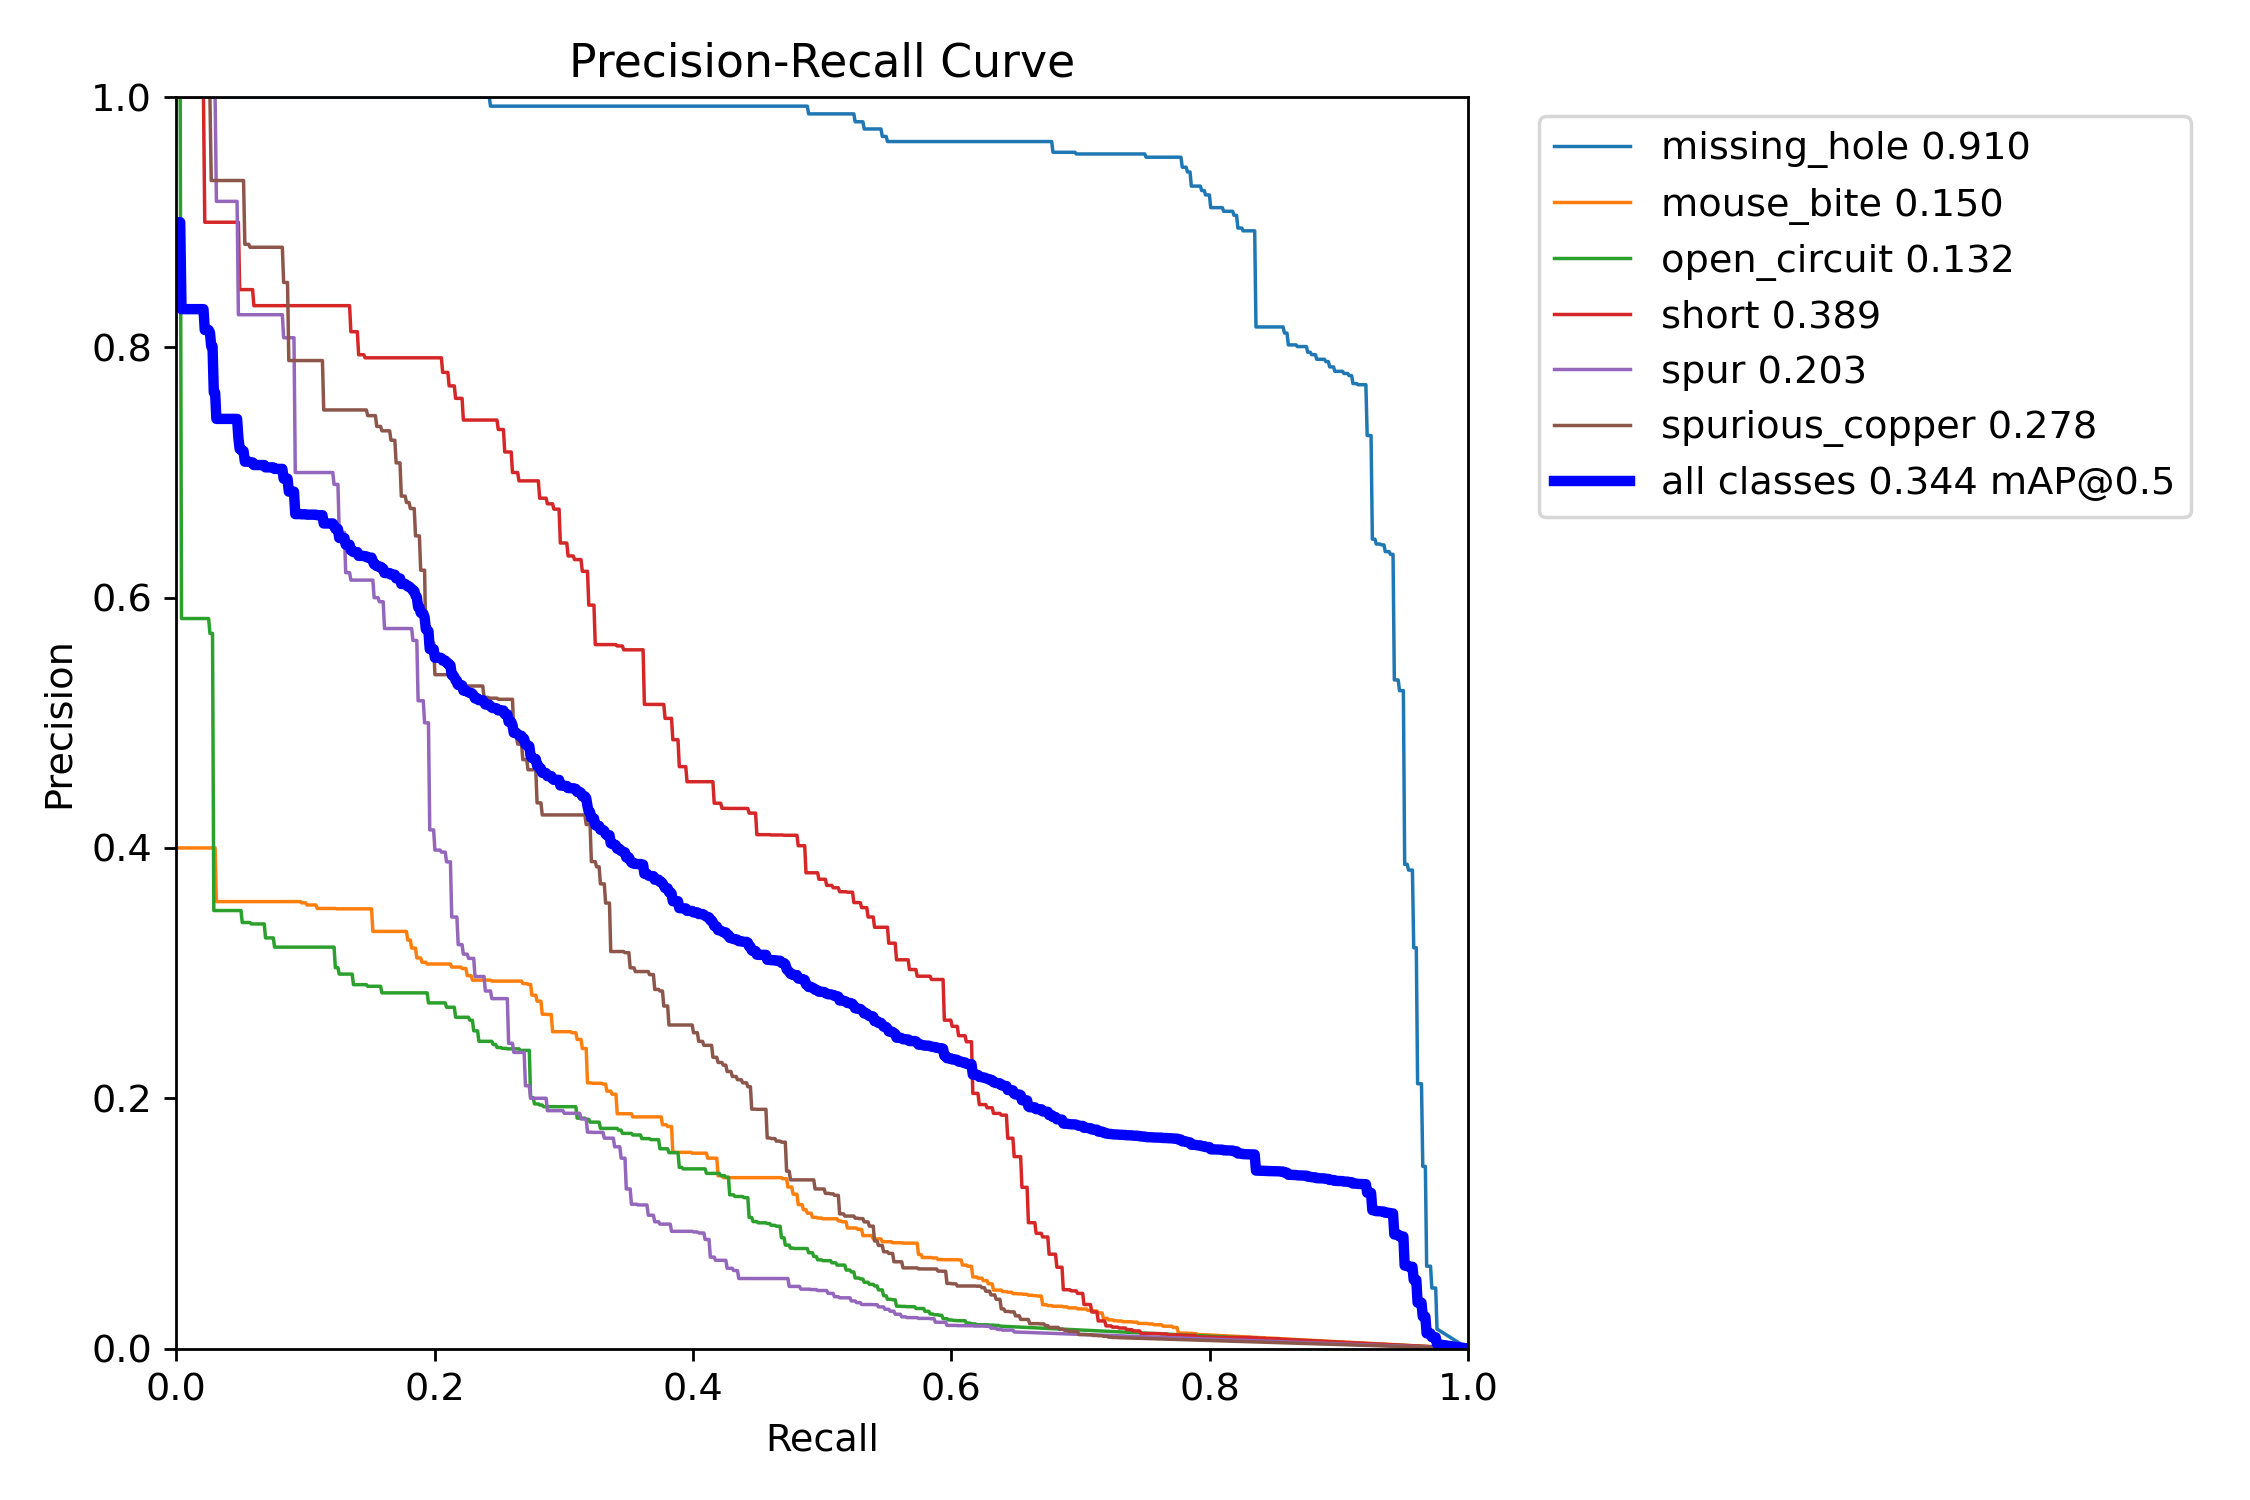 Precision-Recall Curve
1.0
0.8
0.6
0.4
0.2
0.0
Precision
0.0 0.2 0.4 0.6 0.8 1.0
Recall
missing_hole 0.910
mouse_bite 0.150
open_circuit 0.132
short 0.389
spur 0.203
spurious_copper 0.278
all classes 0.344 mAP@0.5